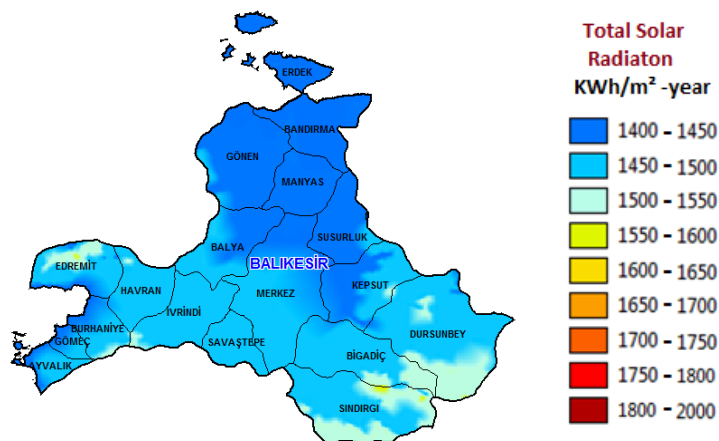 Total Solar
Radiaton
KWh/m² -year
1400 - 1450
1450 - 1500
1500 - 1550
1550 - 1600
1600 - 1650
1650 - 1700
1700 - 1750
1750 - 1800
1800 - 2000
ERDEK
BANDIRMA
GÖNEN
MANYAS
SUSURLUK
BALYA
BALIKESİR
EDREMİT
HAVRAN
MERKEZ
KEPSUT
İVRİNDİ
BURHANİYE
GÖMEÇ
DURSUNBEY
SAVAŞTEPE
BİGADİÇ
AYVALIK
SINDIRGI